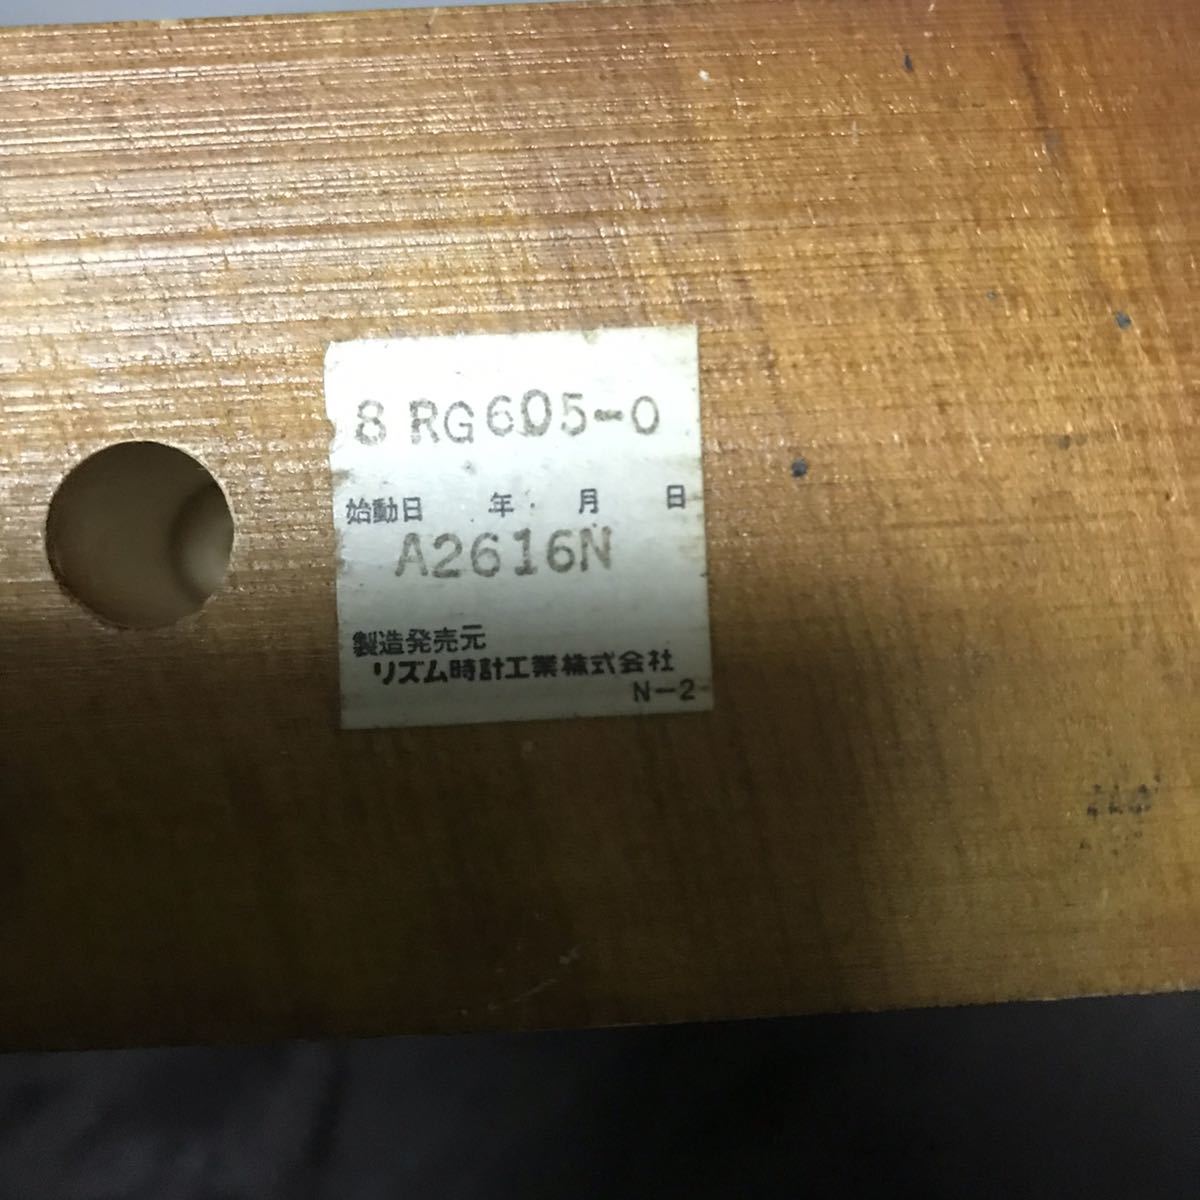 8 RG605-0
始動日 年 月 日
A2616N
製造発売元
リズム時計工業株式会社
N-2